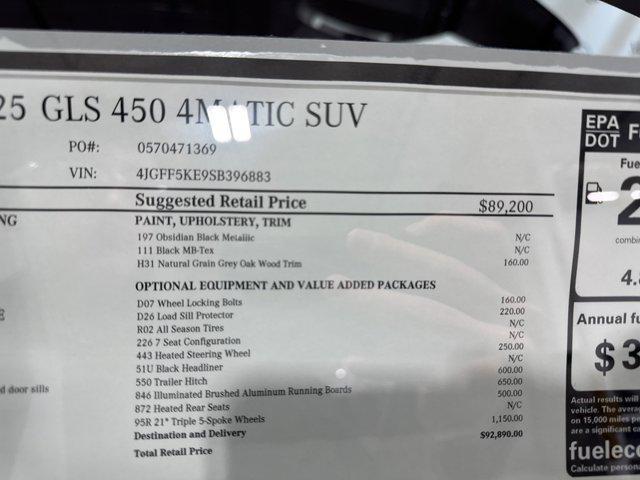 25 GLS 450 4MATIC SUV
PO#: 0570471369
VIN: 4JGFF5KE9SB396883
Suggested Retail Price $89,200
NG
PAINT, UPHOLSTERY, TRIM
197 Obsidian Black Metallic N/C
111 Black MB-Tex N/C
H31 Natural Grain Grey Oak Wood Trim 160.00
OPTIONAL EQUIPMENT AND VALUE ADDED PACKAGES
D07 Wheel Locking Bolts 160.00
D26 Load Sill Protector 220.00
R02 All Season Tires N/C
226 7 Seat Configuration N/C
443 Heated Steering Wheel 250.00
51U Black Headliner N/C
550 Trailer Hitch 600.00
846 Illuminated Brushed Aluminum Running Boards 650.00
872 Heated Rear Seats 500.00
95R 21" Triple 5-Spoke Wheels N/C
Destination and Delivery 1,150.00
Total Retail Price $92,890.00
E
d door sills
EPA
DOT
F
Fue
2
combi
4.
Annual fu
$3
Actual results will
vehicle. The avera
on 15,000 miles pe
are a significant ca
fueleco
Calculate person